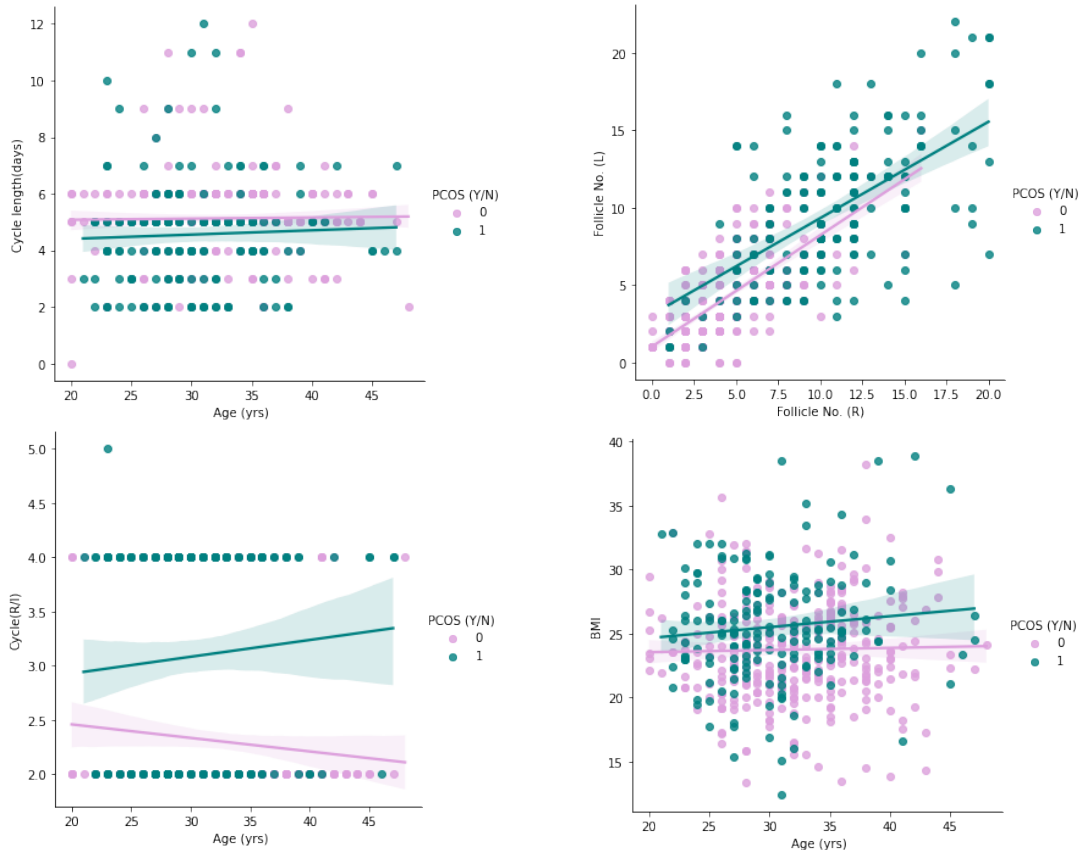 12
10
8
6
4
2
0
Cycle length(days)
20 25 30 35 40 45
Age (yrs)
PCOS (Y/N)
0
1
20
15
10
5
0
Follicle No. (L)
0.0 2.5 5.0 7.5 10.0 12.5 15.0 17.5 20.0
Follicle No. (R)
PCOS (Y/N)
0
1
5.0
4.5
4.0
3.5
3.0
2.5
2.0
Cycle(R/I)
20 25 30 35 40 45
Age (yrs)
PCOS (Y/N)
0
1
40
35
30
25
20
15
BMI
20 25 30 35 40 45
Age (yrs)
PCOS (Y/N)
0
1